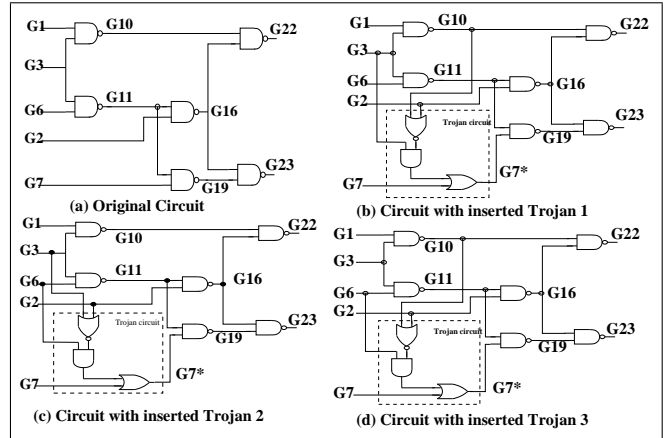 G1
G10
G22
G3
G6
G11
G2
G16
G7
G19
G23
(a) Original Circuit
G1
G10
G22
G3
G6
G11
G2
G16
G23
Trojan circuit
G19
G7
G7*
(b) Circuit with inserted Trojan 1
G1
G10
G22
G3
G6
G11
G2
G16
G23
Trojan circuit
G19
G7
G7*
(c) Circuit with inserted Trojan 2
G1
G10
G22
G3
G6
G11
G2
G16
G23
Trojan circuit
G19
G7
G7*
(d) Circuit with inserted Trojan 3